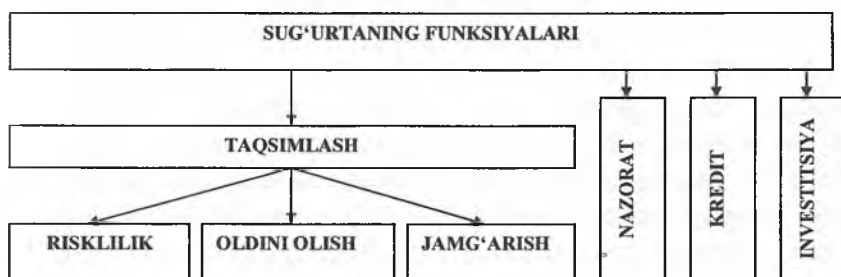 SUG‘URTANING FUNKSIYALARI
TAQSIMLASH
RISKLILIK
OLDINI OLISH
JAMG‘ARISH
NAZORAT
KREDIT
INVESTITSIYA